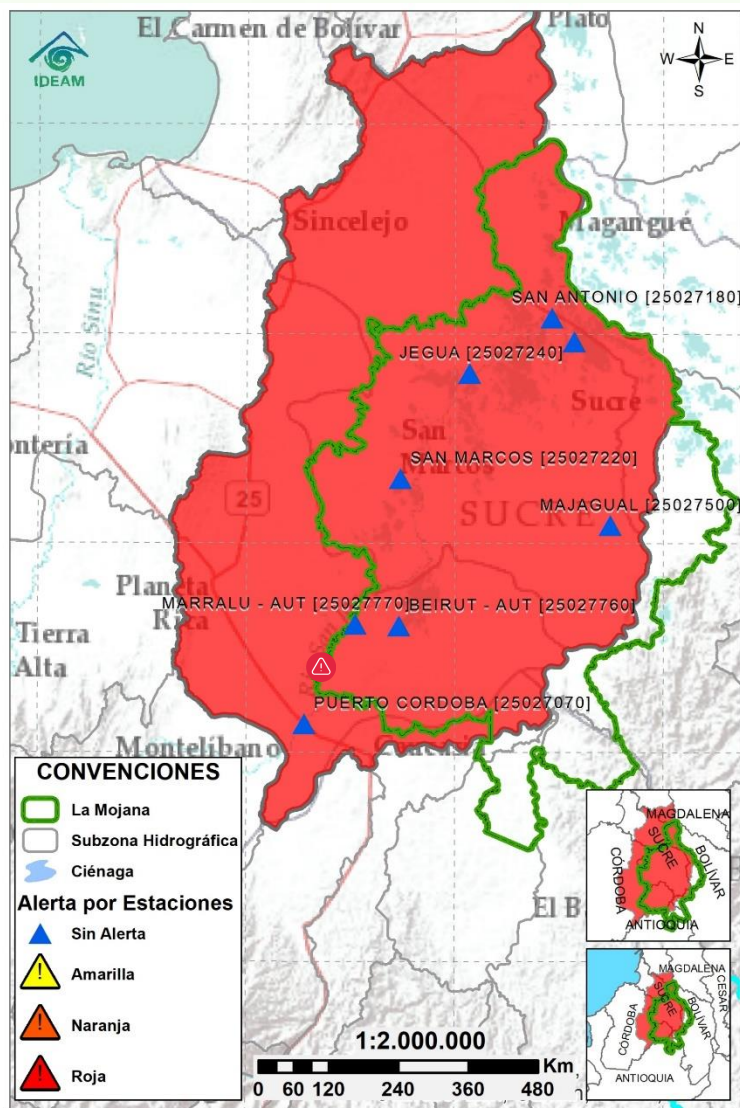 El Carmen de Bolívar
Plato
IDEAM
N
W
E
S
Sincelejo
Magangué
Río Sinu
SAN ANTONIO [25027180]
JEGUA [25027240]
Sucre
San
Marcos
SAN MARCOS [25027220]
25
SUCRE
MAJAGUAL [25027500]
Planeta
Rica
MARRALU - AUT [25027770]
BEIRUT - AUT [25027760]
Tierra
Alta
PUERTO CORDOBA [25027070]
Montelíbano
El B
CONVENCIONES
La Mojana
Subzona Hidrográfica
Ciénaga
Alerta por Estaciones
Sin Alerta
Amarilla
Naranja
Roja
1:2.000.000
Km
0 60 120 240 360 480
MAGDALENA
SUCRE
CÓRDOBA
BOLÍVAR
ANTIOQUIA
MAGDALENA
CESAR
SUCRE
BOLÍVAR
CÓRDOBA
ANTIOQUIA